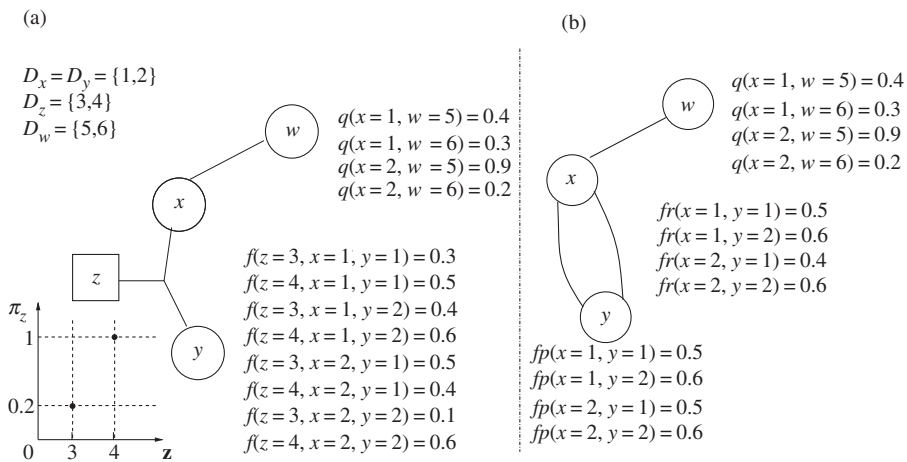 (a)
D_x = D_y = {1,2}
D_z = {3,4}
D_w = {5,6}
w
q(x = 1, w = 5) = 0.4
q(x = 1, w = 6) = 0.3
q(x = 2, w = 5) = 0.9
q(x = 2, w = 6) = 0.2
x
z
y
f(z = 3, x = 1, y = 1) = 0.3
f(z = 4, x = 1, y = 1) = 0.5
f(z = 3, x = 1, y = 2) = 0.4
f(z = 4, x = 1, y = 2) = 0.6
f(z = 3, x = 2, y = 1) = 0.5
f(z = 4, x = 2, y = 1) = 0.4
f(z = 3, x = 2, y = 2) = 0.1
f(z = 4, x = 2, y = 2) = 0.6
π_z
1
0.2
0
3
4
z
(b)
w
q(x = 1, w = 5) = 0.4
q(x = 1, w = 6) = 0.3
q(x = 2, w = 5) = 0.9
q(x = 2, w = 6) = 0.2
x
fr(x = 1, y = 1) = 0.5
fr(x = 1, y = 2) = 0.6
fr(x = 2, y = 1) = 0.4
fr(x = 2, y = 2) = 0.6
y
fp(x = 1, y = 1) = 0.5
fp(x = 1, y = 2) = 0.6
fp(x = 2, y = 1) = 0.5
fp(x = 2, y = 2) = 0.6